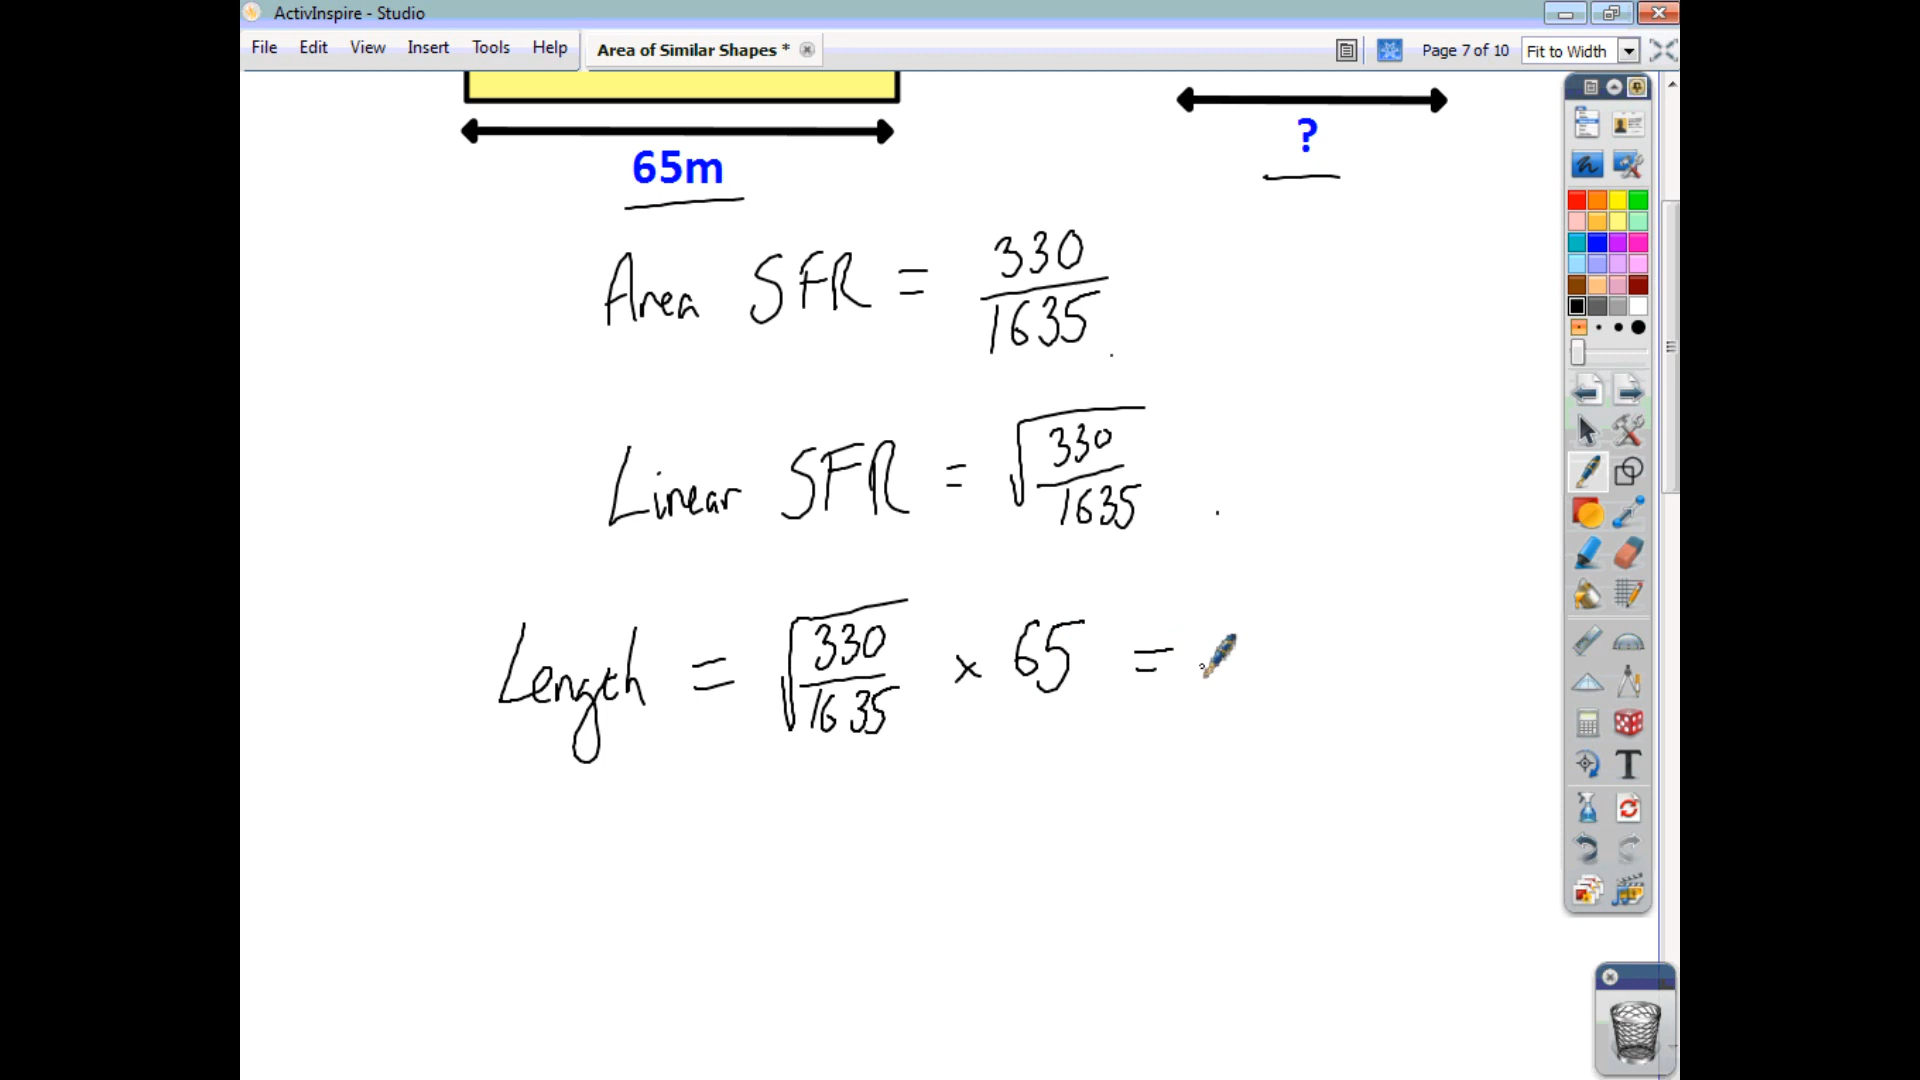 ActivInspire - Studio
File Edit View Insert Tools Help Area of Similar Shapes * Page 7 of 10 Fit to Width
65m ?
Area SFR = 330/1635
Linear SFR = √330/1635
Length = √330/1635 × 65 =
T